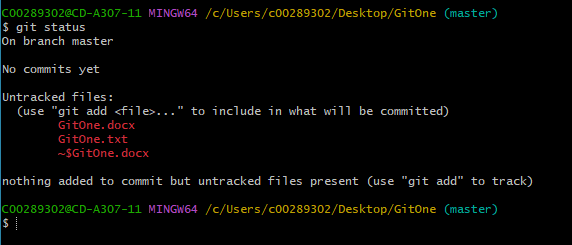 C00289302@CD-A307-11 MINGW64 /c/Users/c00289302/Desktop/GitOne (master)
$ git status
On branch master
No commits yet
Untracked files:
(use "git add <file>..." to include in what will be committed)
GitOne.docx
GitOne.txt
~$GitOne.docx
nothing added to commit but untracked files present (use "git add" to track)
C00289302@CD-A307-11 MINGW64 /c/Users/c00289302/Desktop/GitOne (master)
$